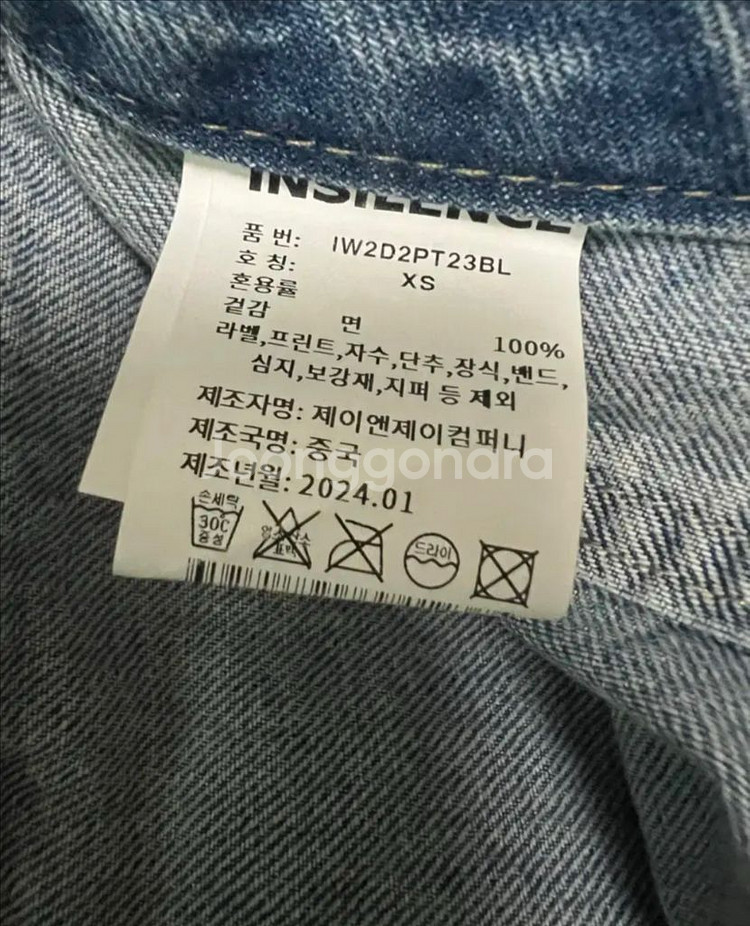 INSILENCE
품 번: IW2D2PT23BL
호 칭: XS
혼용률
겉감 면 100%
라벨,프린트,자수,단추,장식,밴드,
심지,보강재,지퍼 등 제외
제조자명: 제이앤제이컴퍼니
제조국명: 중국
joonggonara
제조년월: 2024.01
손세탁
30℃
중성
표백
드라이